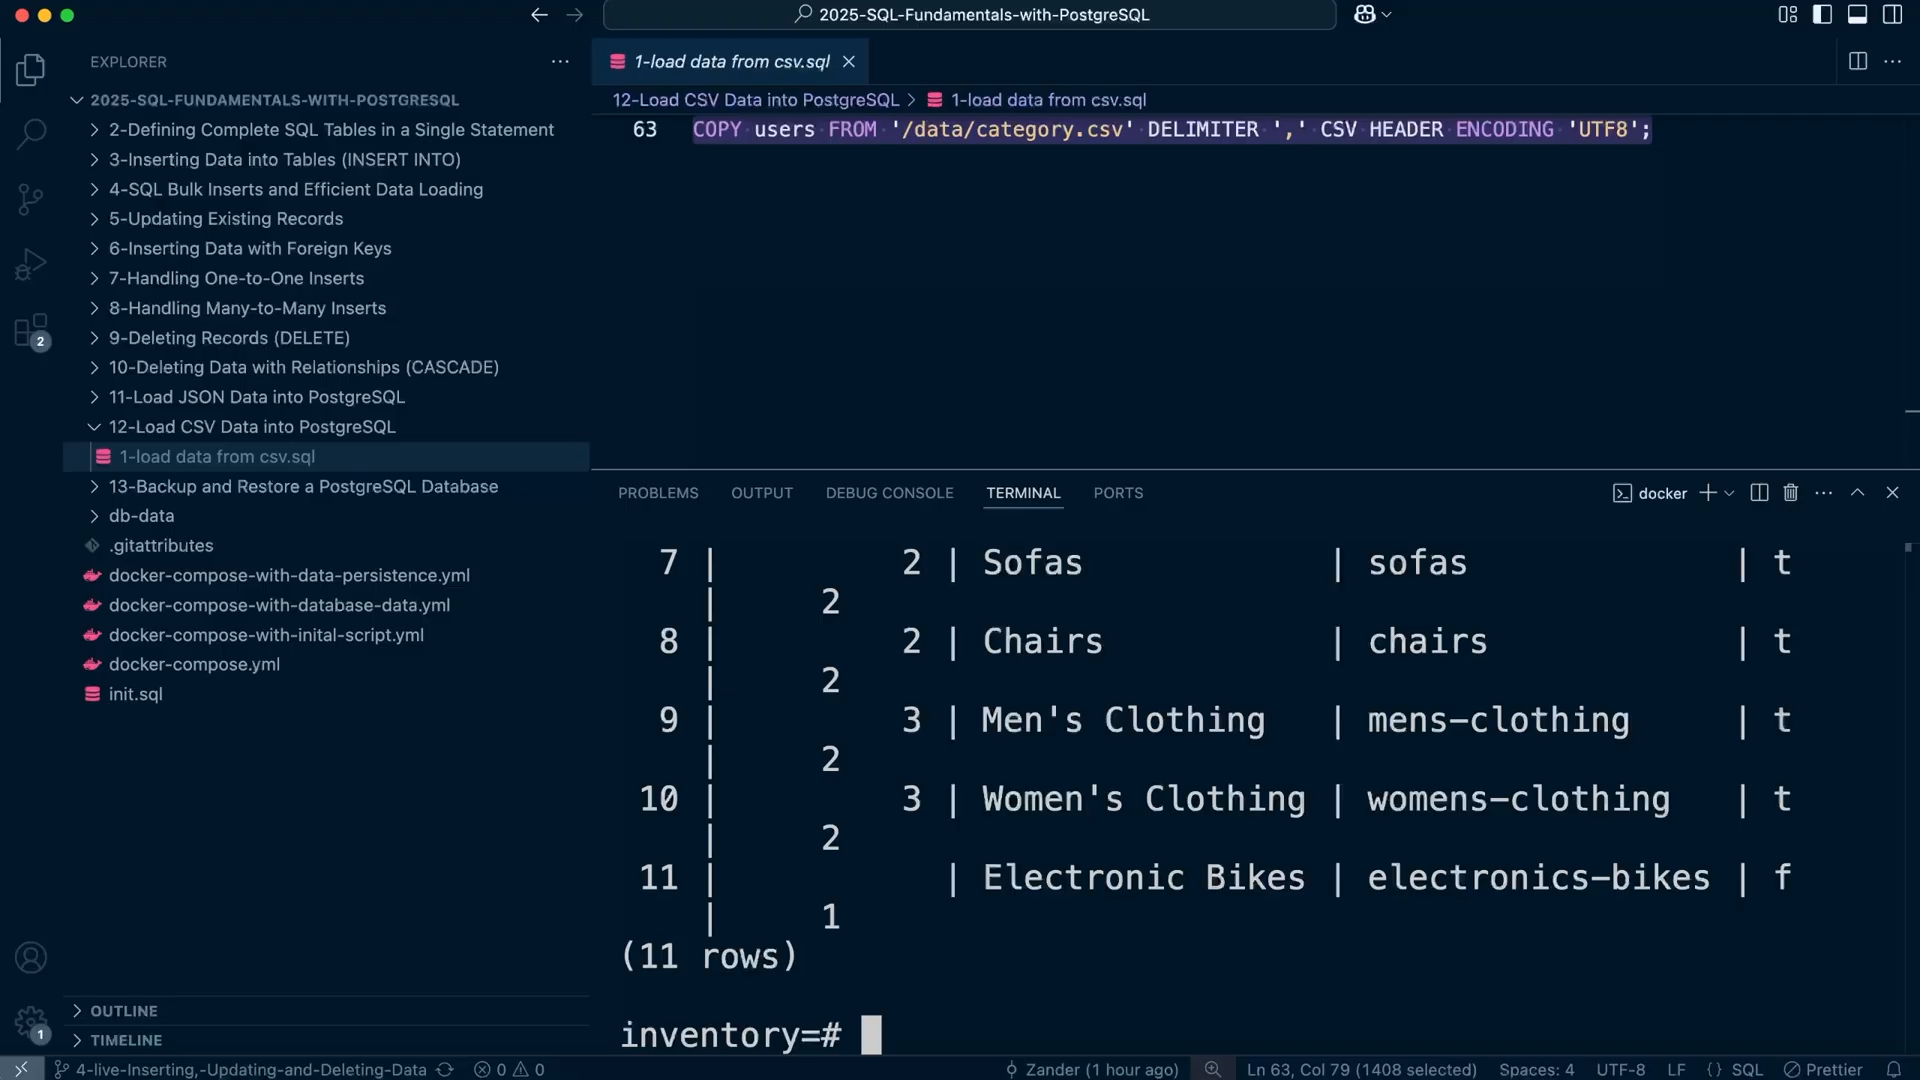 2025-SQL-Fundamentals-with-PostgreSQL
EXPLORER
2025-SQL-FUNDAMENTALS-WITH-POSTGRESQL
2-Defining Complete SQL Tables in a Single Statement
3-Inserting Data into Tables (INSERT INTO)
4-SQL Bulk Inserts and Efficient Data Loading
5-Updating Existing Records
6-Inserting Data with Foreign Keys
7-Handling One-to-One Inserts
8-Handling Many-to-Many Inserts
9-Deleting Records (DELETE)
10-Deleting Data with Relationships (CASCADE)
11-Load JSON Data into PostgreSQL
12-Load CSV Data into PostgreSQL
1-load data from csv.sql
13-Backup and Restore a PostgreSQL Database
db-data
.gitattributes
docker-compose-with-data-persistence.yml
docker-compose-with-database-data.yml
docker-compose-with-inital-script.yml
docker-compose.yml
init.sql
2
1
OUTLINE
TIMELINE
1-load data from csv.sql
12-Load CSV Data into PostgreSQL > 1-load data from csv.sql
63 COPY users FROM '/data/category.csv' DELIMITER ',' CSV HEADER ENCODING 'UTF8';
PROBLEMS OUTPUT DEBUG CONSOLE TERMINAL PORTS docker
7 | 2 | Sofas | sofas | t
| 2
8 | 2 | Chairs | chairs | t
| 2
9 | 3 | Men's Clothing | mens-clothing | t
| 2
10 | 3 | Women's Clothing | womens-clothing | t
| 2
11 | | Electronic Bikes | electronics-bikes | f
| 1
(11 rows)
inventory=#
4-live-Inserting,-Updating-and-Deleting-Data 0 0 Zander (1 hour ago) Ln 63, Col 79 (1408 selected) Spaces: 4 UTF-8 LF {} SQL Prettier